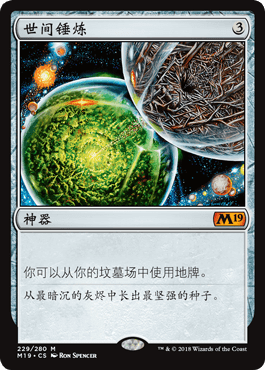 世间锤炼 3
神器 M19
你可以从你的坟墓场中使用地牌。
从最暗沉的灰烬中长出最坚强的种子。
229/280 M
M19 • CS RON SPENCER ™ & © 2018 Wizards of the Coast